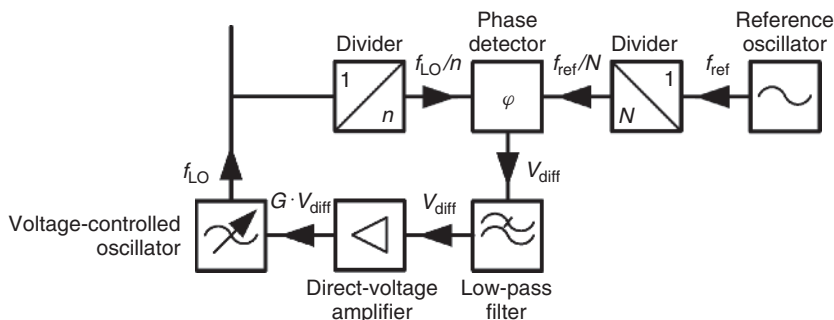 Phase
Divider
detector
Divider
Reference
oscillator
1
n
f_LO/n
φ
f_ref/N
1
N
f_ref
f_LO
V_diff
G · V_diff
V_diff
Voltage-controlled
oscillator
Direct-voltage
amplifier
Low-pass
filter